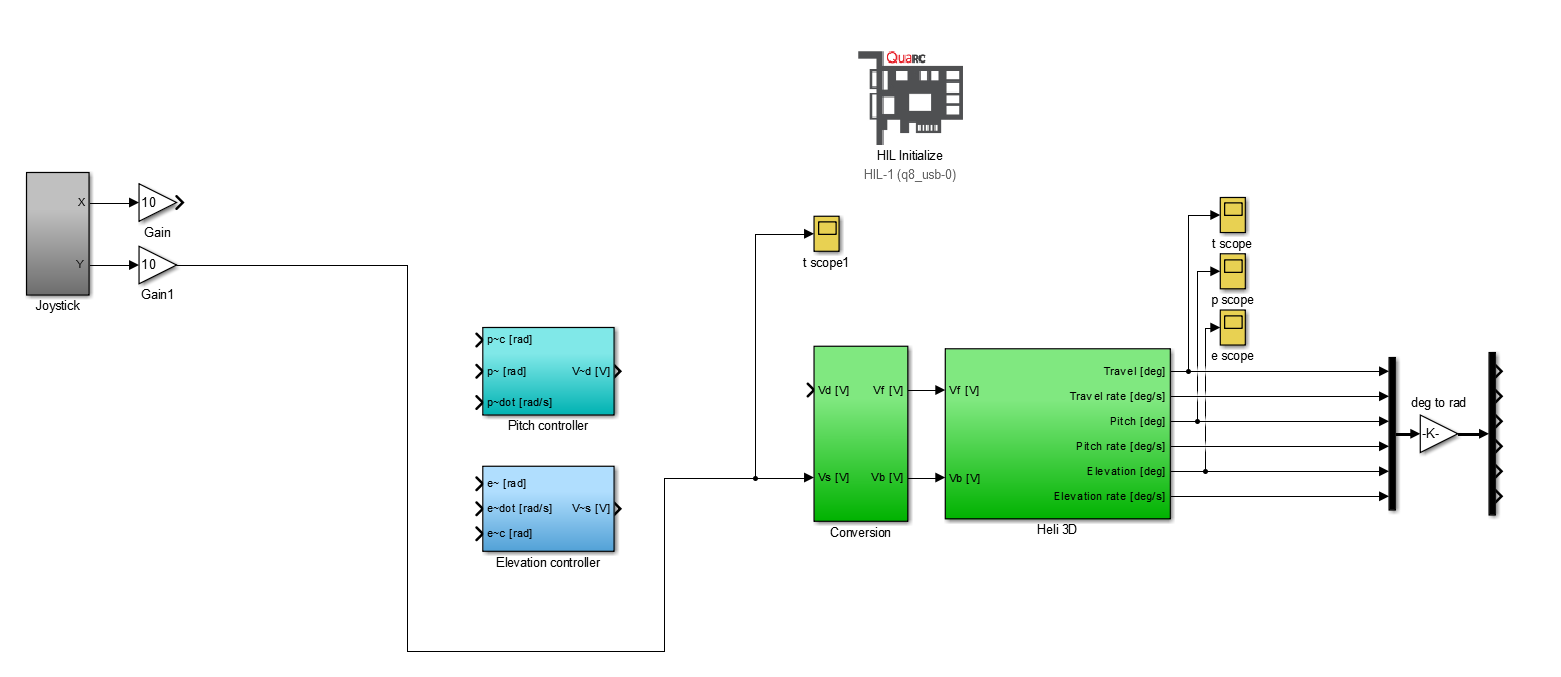 QuaRC
HIL Initialize
HIL-1 (q8_usb-0)
X
Y
Joystick
10
Gain
10
Gain1
t scope1
t scope
p scope
e scope
p~c [rad]
p~ [rad]
p~dot [rad/s]
V~d [V]
Pitch controller
e~ [rad]
e~dot [rad/s]
e~c [rad]
V~s [V]
Elevation controller
Vd [V]
Vs [V]
Vf [V]
Vb [V]
Conversion
Vf [V]
Vb [V]
Travel [deg]
Travel rate [deg/s]
Pitch [deg]
Pitch rate [deg/s]
Elevation [deg]
Elevation rate [deg/s]
Heli 3D
deg to rad
-K-